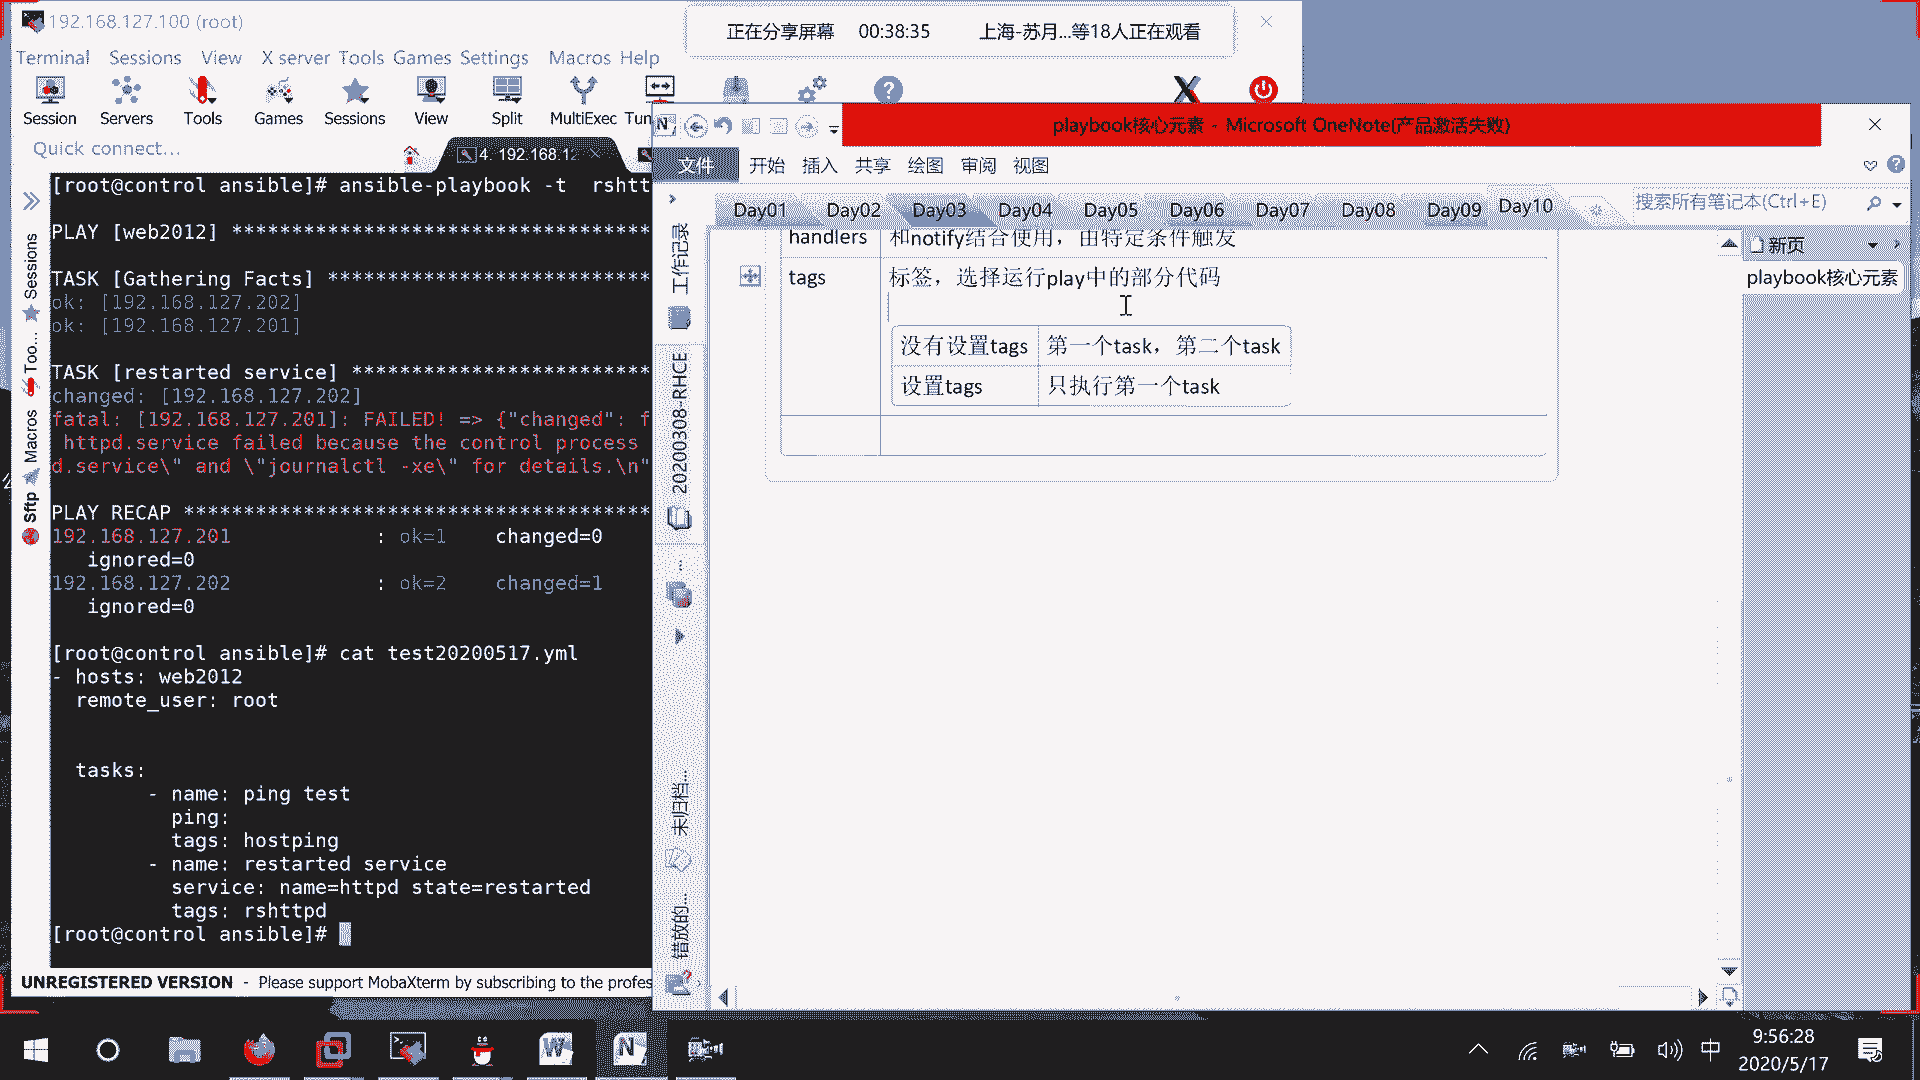 192.168.127.100 (root)
正在分享屏幕 00:38:35 上海-苏月...等18人正在观看
Terminal Sessions View X server Tools Games Settings Macros Help
Session Servers Tools Games Sessions View Split MultiExec Tun
Quick connect...
4. 192.168.12
[root@control ansible]# ansible-playbook -t rshtt
PLAY [web2012] ***********************************
TASK [Gathering Facts] ***************************
ok: [192.168.127.202]
ok: [192.168.127.201]
TASK [restarted service] *************************
changed: [192.168.127.202]
fatal: [192.168.127.201]: FAILED! => {"changed": f
httpd.service failed because the control process
d.service\" and \"journalctl -xe\" for details.\n"
PLAY RECAP ***************************************
192.168.127.201 : ok=1 changed=0
ignored=0
192.168.127.202 : ok=2 changed=1
ignored=0
[root@control ansible]# cat test20200517.yml
- hosts: web2012
remote_user: root
tasks:
- name: ping test
ping:
tags: hostping
- name: restarted service
service: name=httpd state=restarted
tags: rshttpd
[root@control ansible]#
UNREGISTERED VERSION - Please support MobaXterm by subscribing to the profes
Sessions
Too...
Macros
Sftp
playbook核心元素 - Microsoft OneNote(产品激活失败)
文件 开始 插入 共享 绘图 审阅 视图
Day01 Day02 Day03 Day04 Day05 Day06 Day07 Day08 Day09 Day10
搜索所有笔记本(Ctrl+E)
工作记录
20200308-RHCE
未归档...
错放的...
handlers 和notify结合使用，由特定条件触发
tags 标签，选择运行play中的部分代码
没有设置tags 第一个task，第二个task
设置tags 只执行第一个task
新页
playbook核心元素
中
9:56:28
2020/5/17